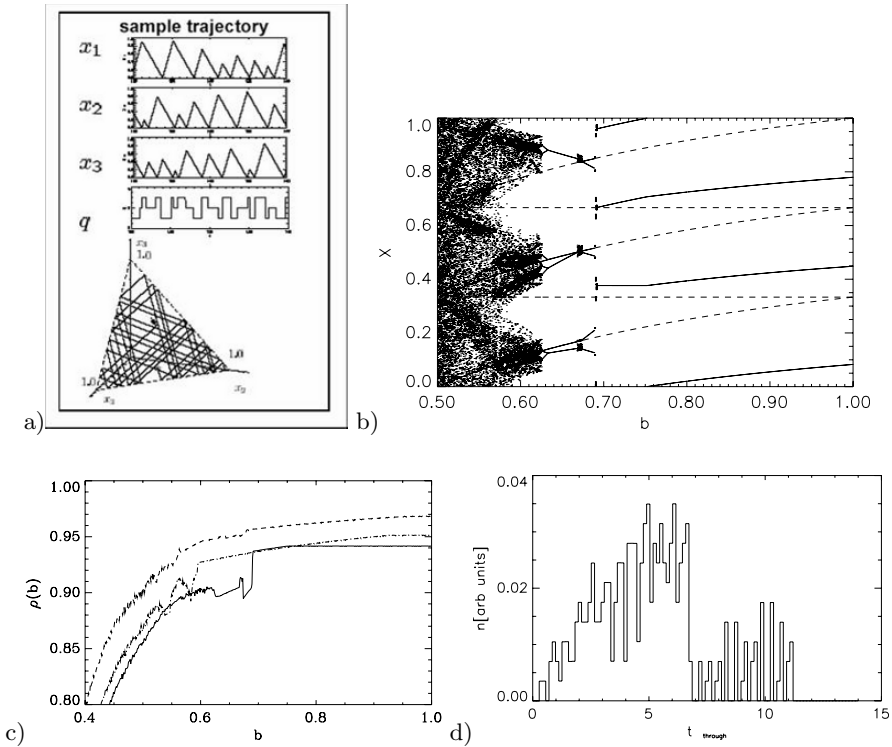 sample trajectory
x1
x2
x3
q
x3
1.0
1.0
1.0
x2
a)
1.0
0.8
0.6
X
0.4
0.2
0.0
0.50 0.60 0.70 0.80 0.90 1.00
b
b)
1.00
0.95
0.90
ρ(b)
0.85
0.80
0.4 0.6 0.8 1.0
b
c)
0.04
n[arb units]
0.02
0.00
0 5 10 15
t through
d)